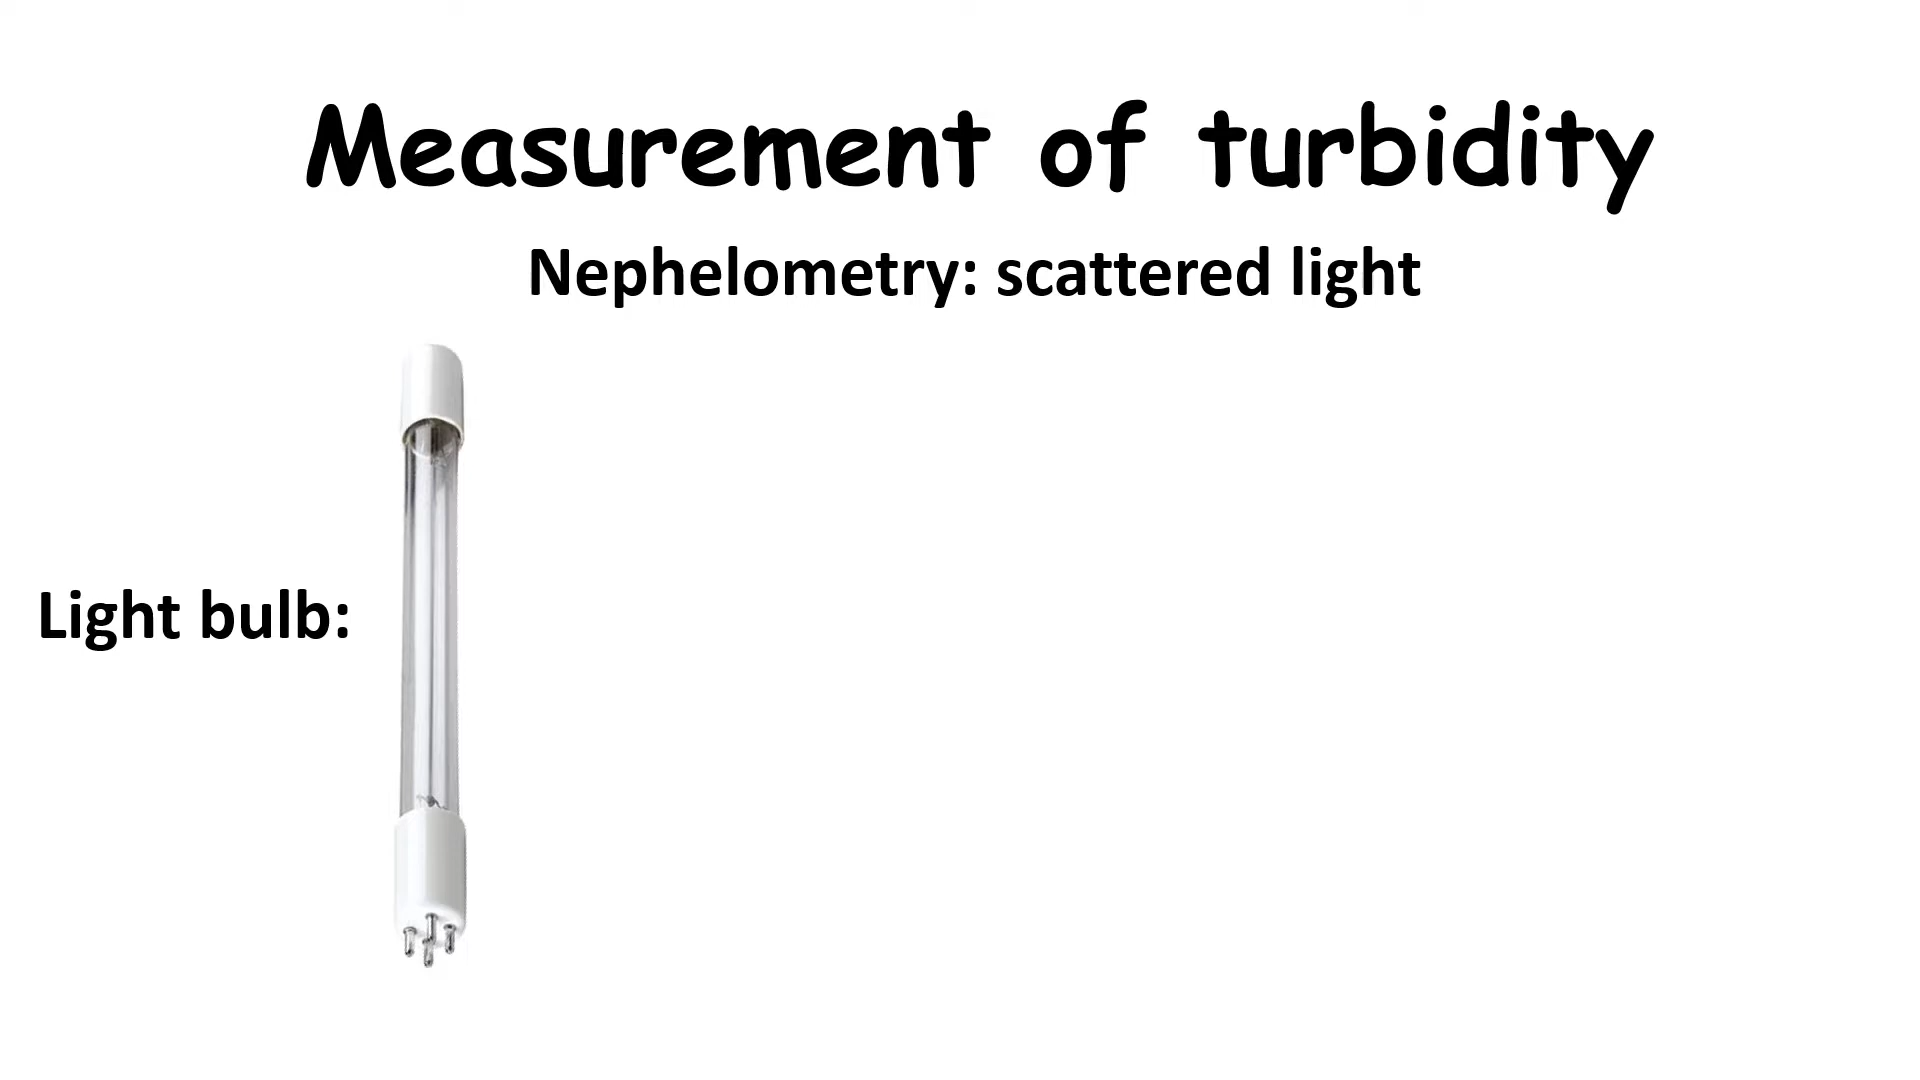 Measurement of turbidity
Nephelometry: scattered light
Light bulb: